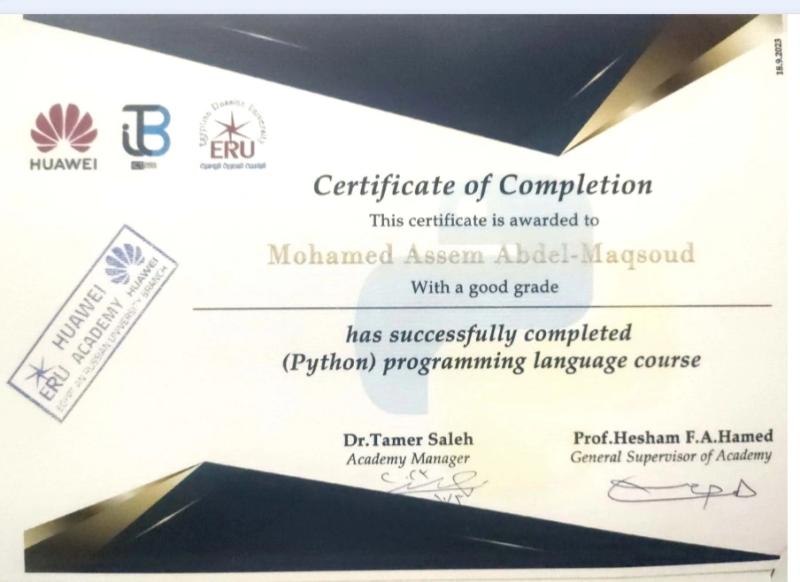 18.9.2023
HUAWEI
iTB
Egyptian Russian University
ERU
الجامعة المصرية الروسية
Certificate of Completion
This certificate is awarded to
Mohamed Assem Abdel-Maqsoud
With a good grade
has successfully completed
(Python) programming language course
HUAWEI
ERU ACADEMY HUAWEI
EGYPTIAN RUSSIAN UNIVERSITY BRANCH
Dr.Tamer Saleh
Academy Manager
Prof.Hesham F.A.Hamed
General Supervisor of Academy